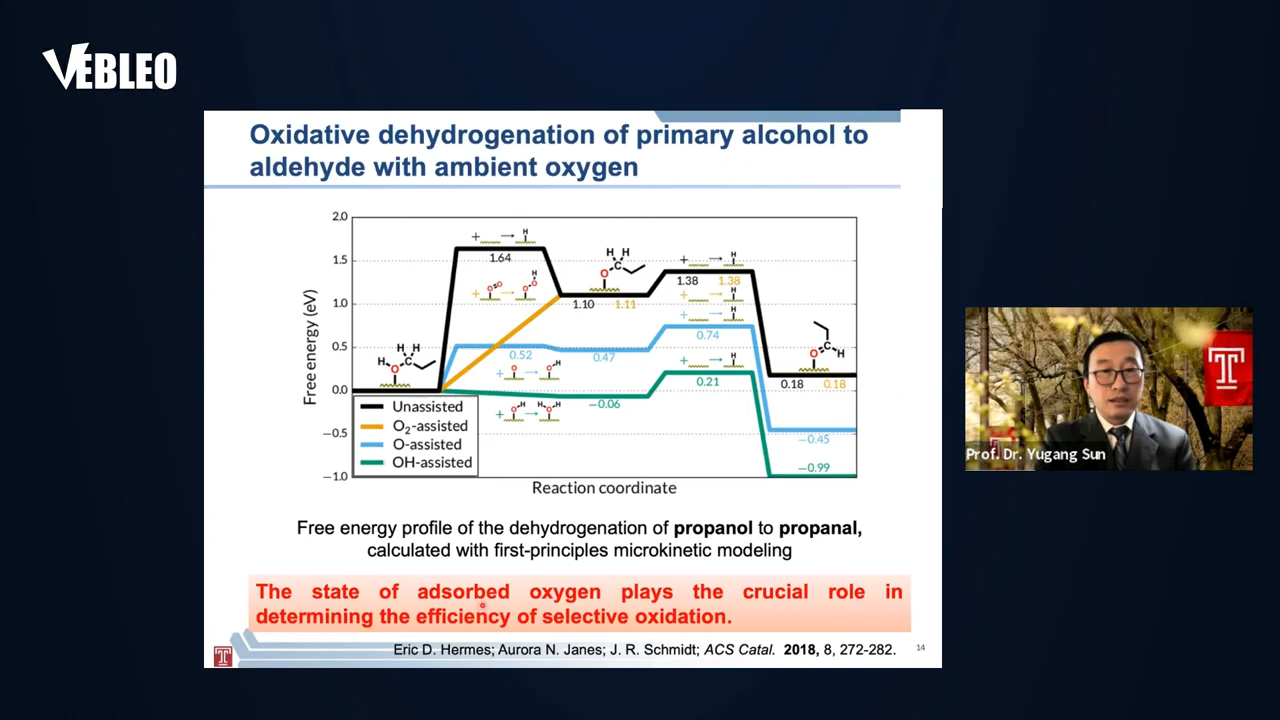 VEBLEO
Oxidative dehydrogenation of primary alcohol to
aldehyde with ambient oxygen
2.0
1.5
1.0
0.5
0.0
−0.5
−1.0
Free energy (eV)
+ → H
1.64
+ O O → O O H
H H
O C
1.10 1.11
+ → H
1.38 1.38
+ → H
+ → H
0.74
H H
H O C
0.52
0.47
+ O → O H
+ → H
0.21
−0.06
+ O H → H O H
O C H
0.18 0.18
−0.45
−0.99
Unassisted
O₂-assisted
O-assisted
OH-assisted
Reaction coordinate
Free energy profile of the dehydrogenation of propanol to propanal,
calculated with first-principles microkinetic modeling
The state of adsorbed oxygen plays the crucial role in
determining the efficiency of selective oxidation.
Eric D. Hermes; Aurora N. Janes; J. R. Schmidt; ACS Catal. 2018, 8, 272-282.
14
Prof. Dr. Yugang Sun